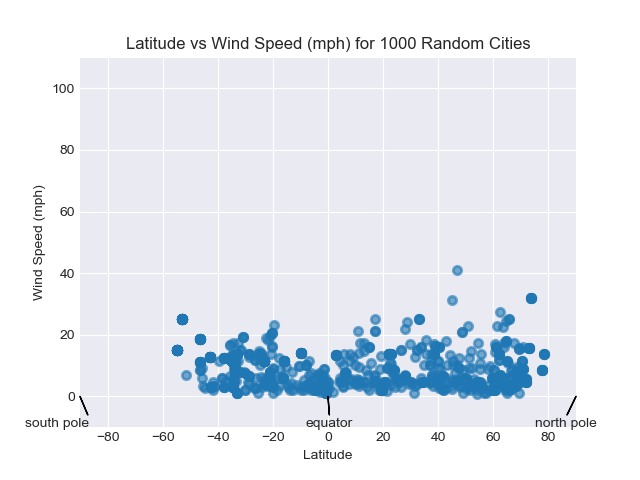 Latitude vs Wind Speed (mph) for 1000 Random Cities
Wind Speed (mph)
100
80
60
40
20
0
south pole
equator
north pole
−80
−60
−40
−20
0
20
40
60
80
Latitude